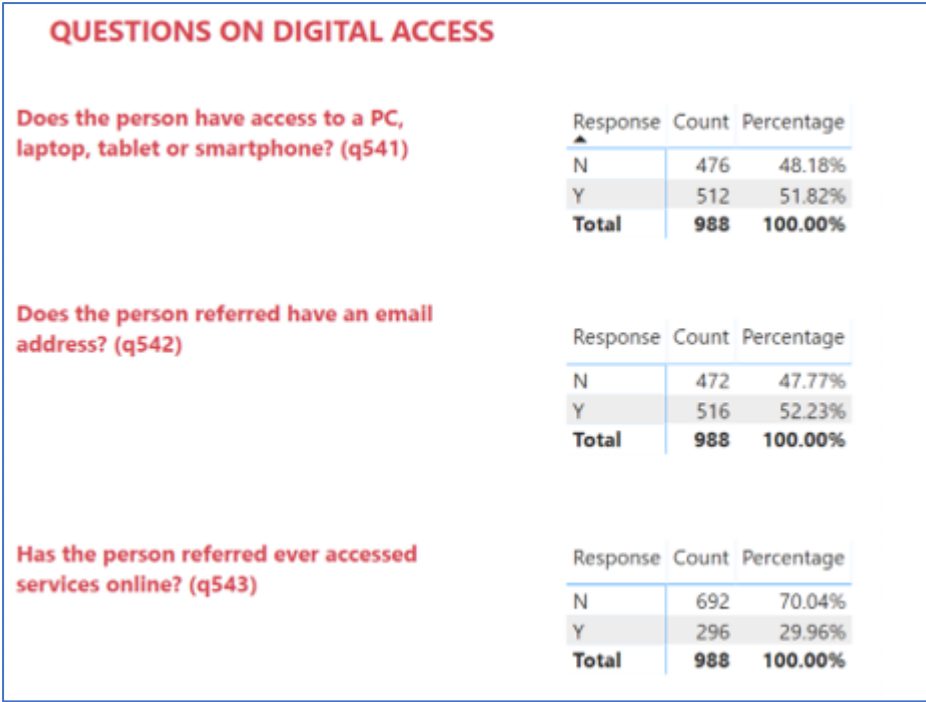 QUESTIONS ON DIGITAL ACCESS
Does the person have access to a PC,
laptop, tablet or smartphone? (q541)
Response Count Percentage
N 476 48.18%
Y 512 51.82%
Total 988 100.00%
Does the person referred have an email
address? (q542)
Response Count Percentage
N 472 47.77%
Y 516 52.23%
Total 988 100.00%
Has the person referred ever accessed
services online? (q543)
Response Count Percentage
N 692 70.04%
Y 296 29.96%
Total 988 100.00%